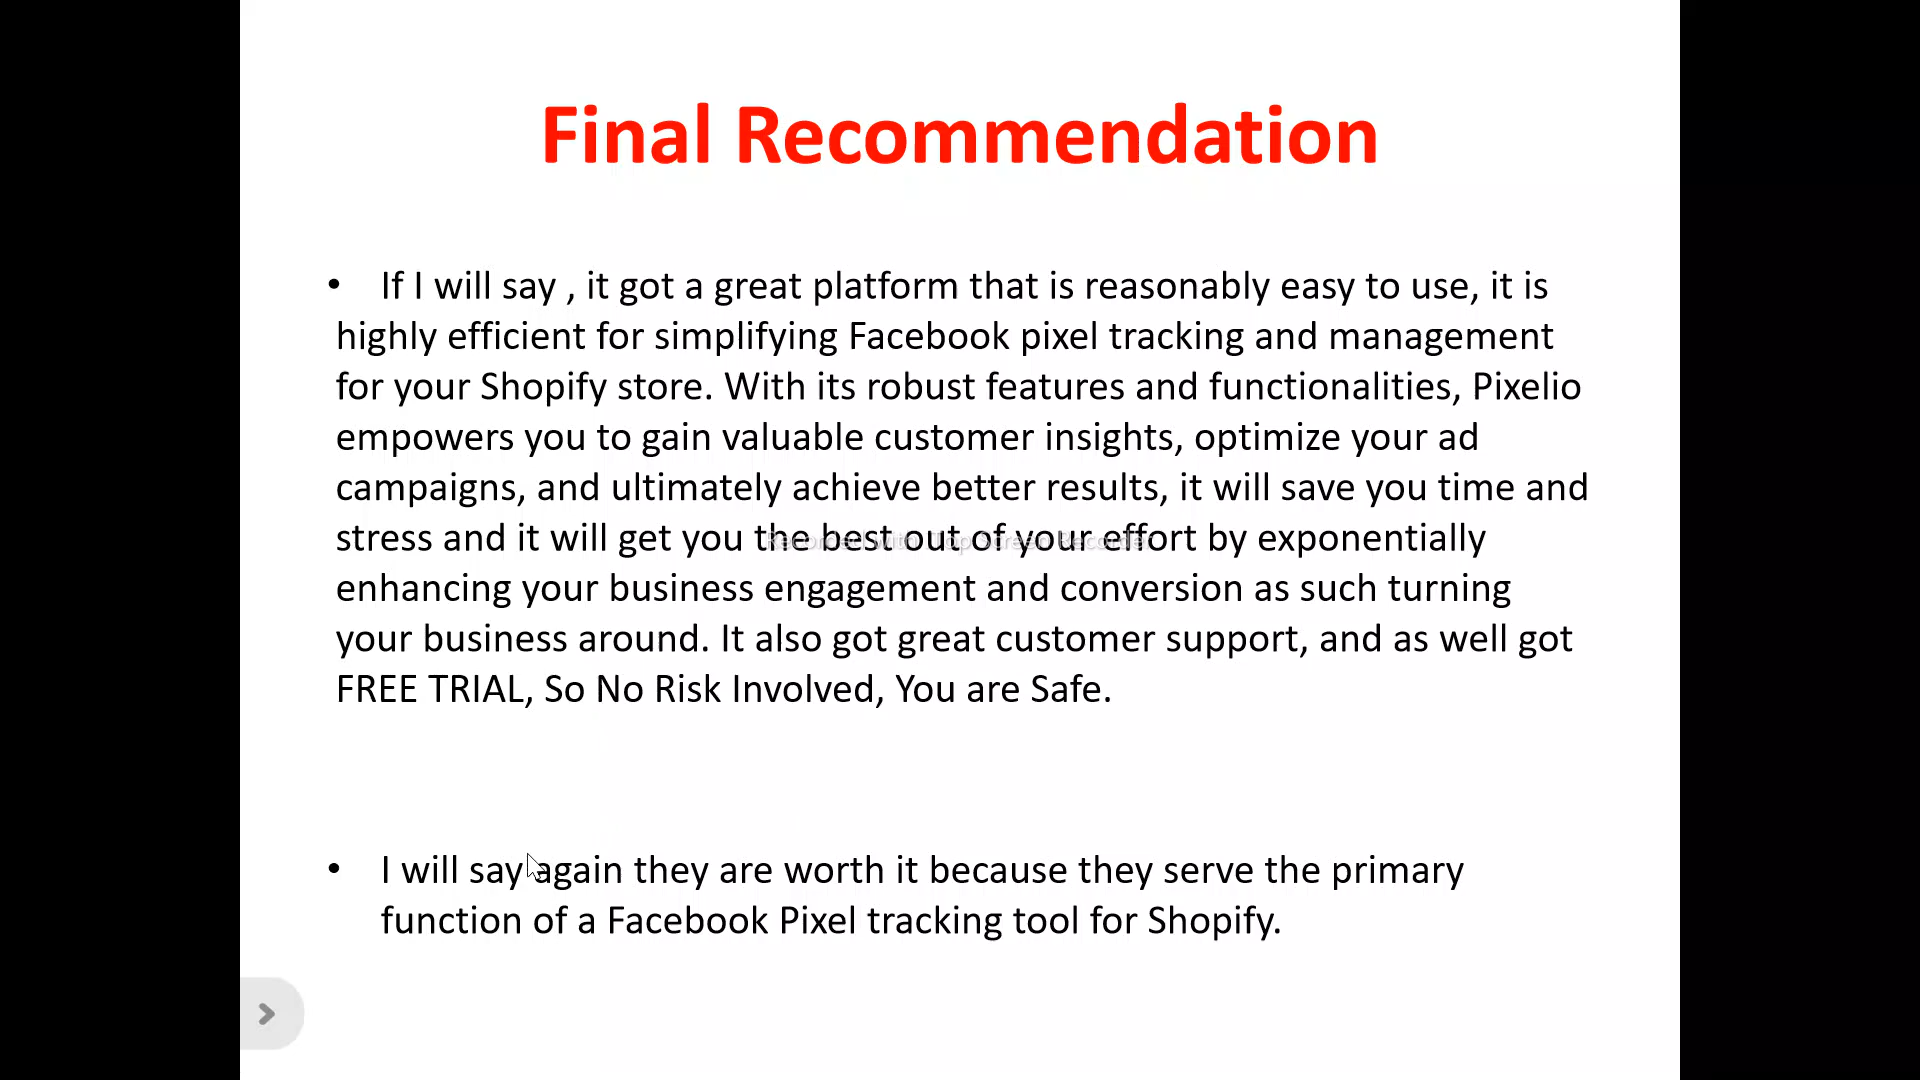 Final Recommendation
• If I will say , it got a great platform that is reasonably easy to use, it is
highly efficient for simplifying Facebook pixel tracking and management
for your Shopify store. With its robust features and functionalities, Pixelio
empowers you to gain valuable customer insights, optimize your ad
campaigns, and ultimately achieve better results, it will save you time and
stress and it will get you the best out of your effort by exponentially
Recorded with iTop Screen Recorder
enhancing your business engagement and conversion as such turning
your business around. It also got great customer support, and as well got
FREE TRIAL, So No Risk Involved, You are Safe.
• I will say again they are worth it because they serve the primary
function of a Facebook Pixel tracking tool for Shopify.